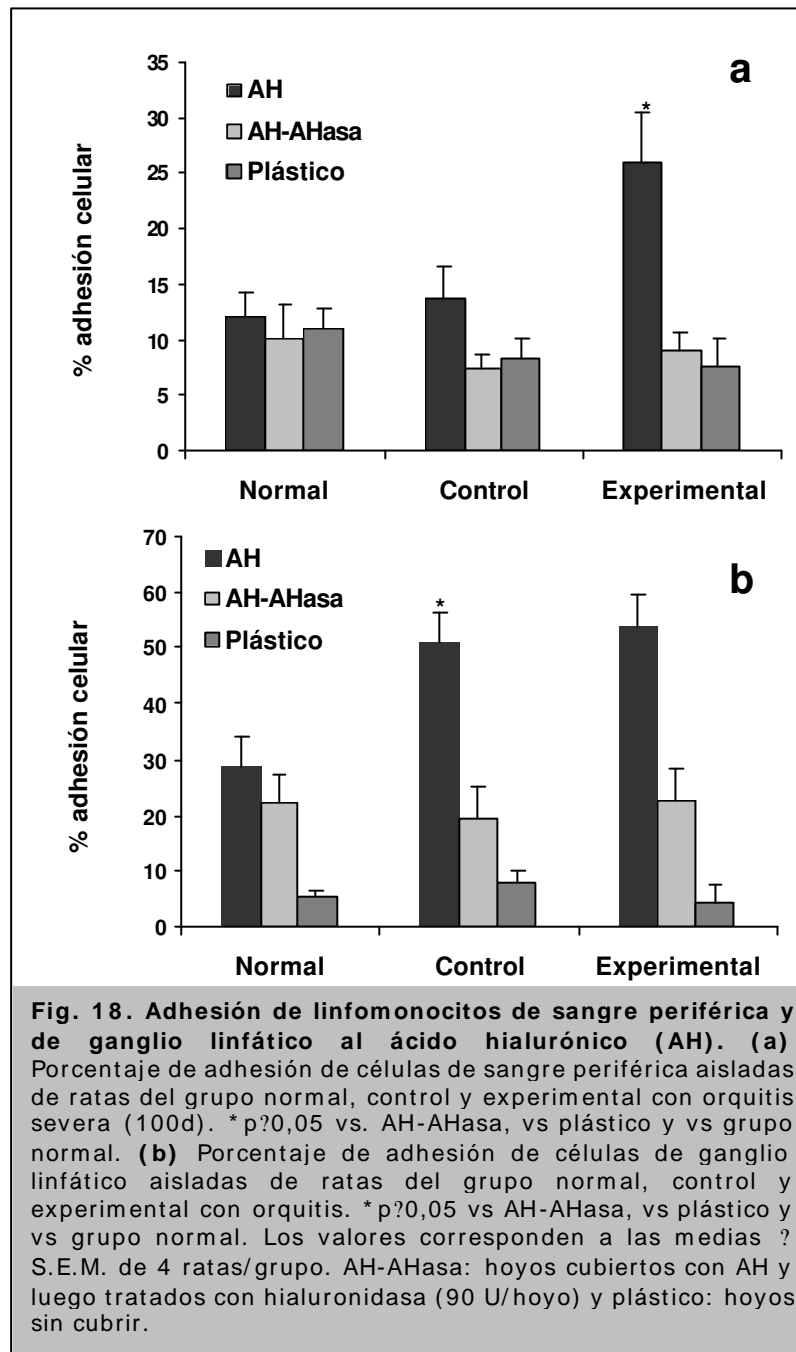 a
35
30
25
20
15
10
5
0
% adhesión celular
AH
AH-AHasa
Plástico
*
Normal Control Experimental
b
70
60
50
40
30
20
10
0
% adhesión celular
AH
AH-AHasa
Plástico
*
Normal Control Experimental
Fig. 18. Adhesión de linfomonocitos de sangre periférica y
de ganglio linfático al ácido hialurónico (AH). (a)
Porcentaje de adhesión de células de sangre periférica aisladas
de ratas del grupo normal, control y experimental con orquitis
severa (100d). *p?0,05 vs. AH-AHasa, vs plástico y vs grupo
normal. (b) Porcentaje de adhesión de células de ganglio
linfático aisladas de ratas del grupo normal, control y
experimental con orquitis. *p?0,05 vs AH-AHasa, vs plástico y
vs grupo normal. Los valores corresponden a las medias ?
S.E.M. de 4 ratas/grupo. AH-AHasa: hoyos cubiertos con AH y
luego tratados con hialuronidasa (90 U/hoyo) y plástico: hoyos
sin cubrir.